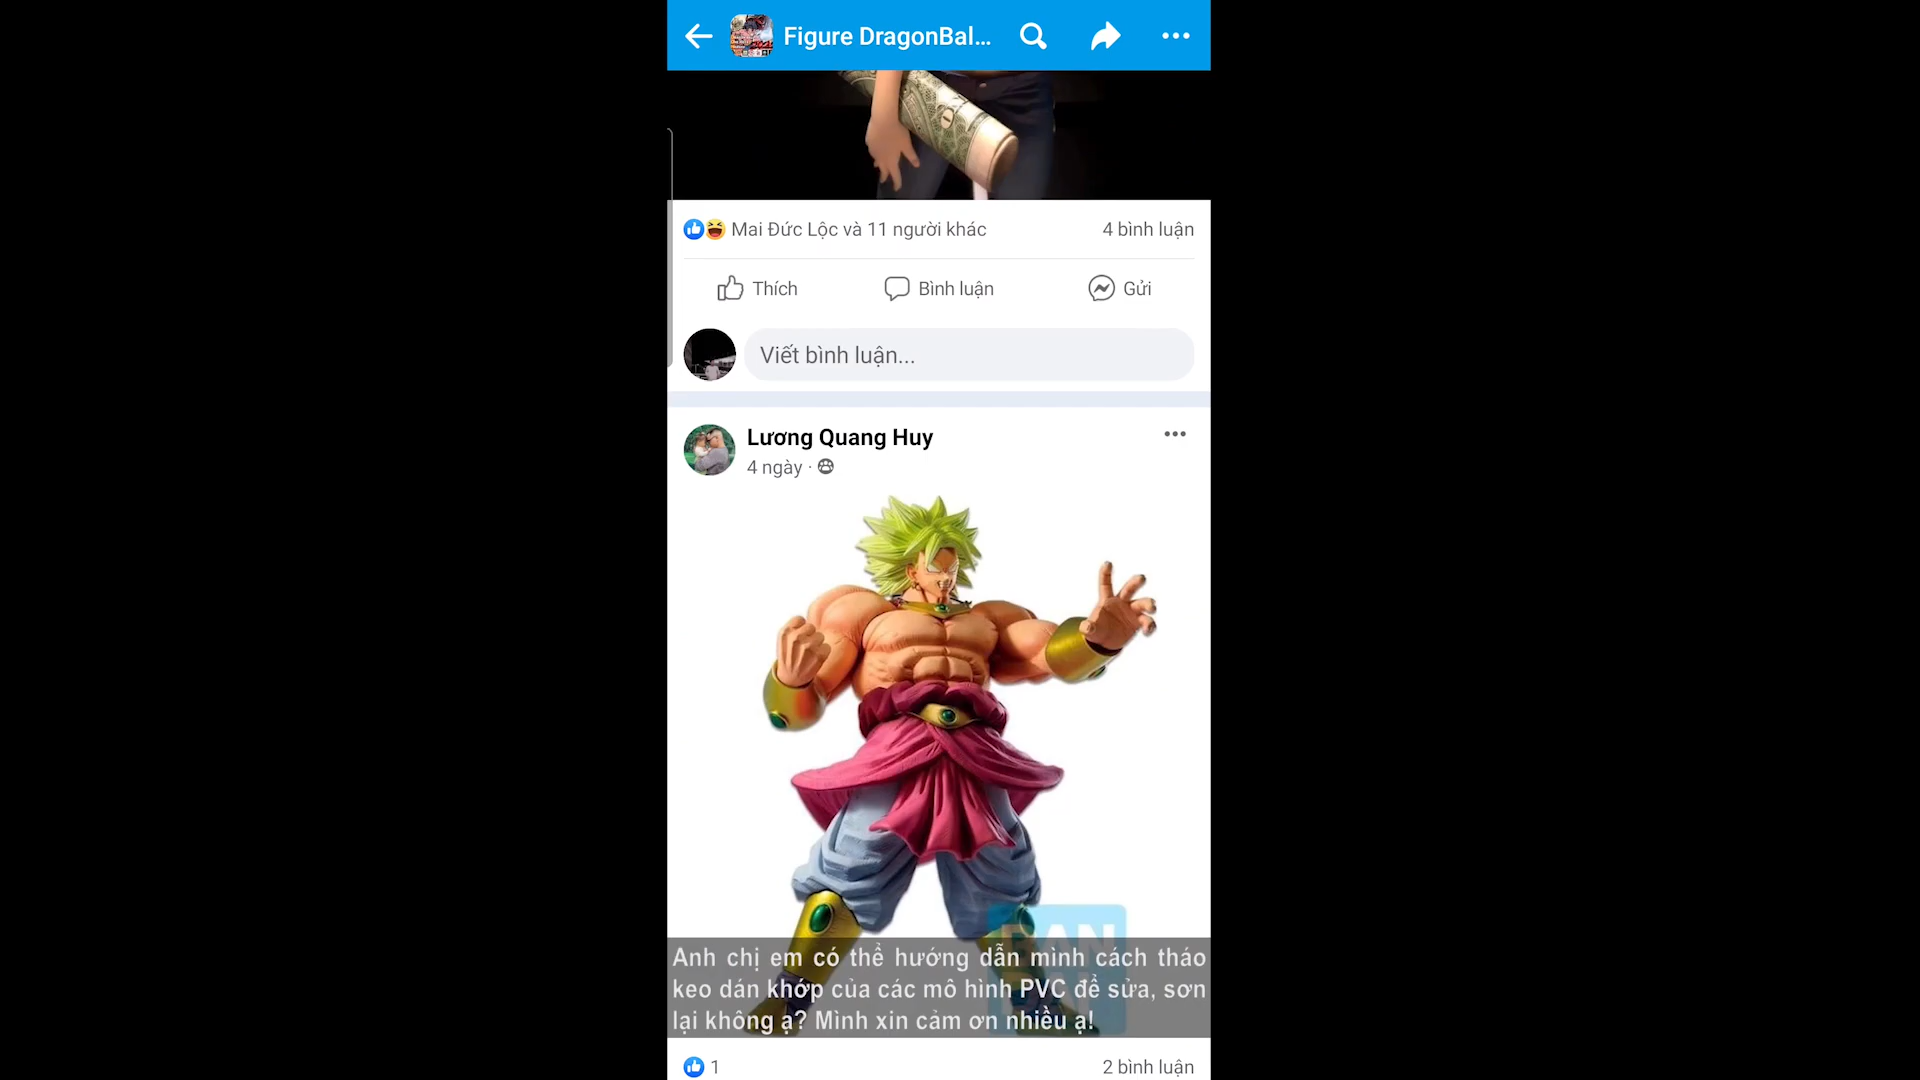 Figure DragonBal...
Mai Đức Lộc và 11 người khác
4 bình luận
Thích
Bình luận
Gửi
Viết bình luận...
Lương Quang Huy
4 ngày ·
BAN
Anh chị em có thể hướng dẫn mình cách tháo
keo dán khớp của các mô hình PVC để sửa, sơn
lại không ạ? Mình xin cảm ơn nhiều ạ!
1
2 bình luận